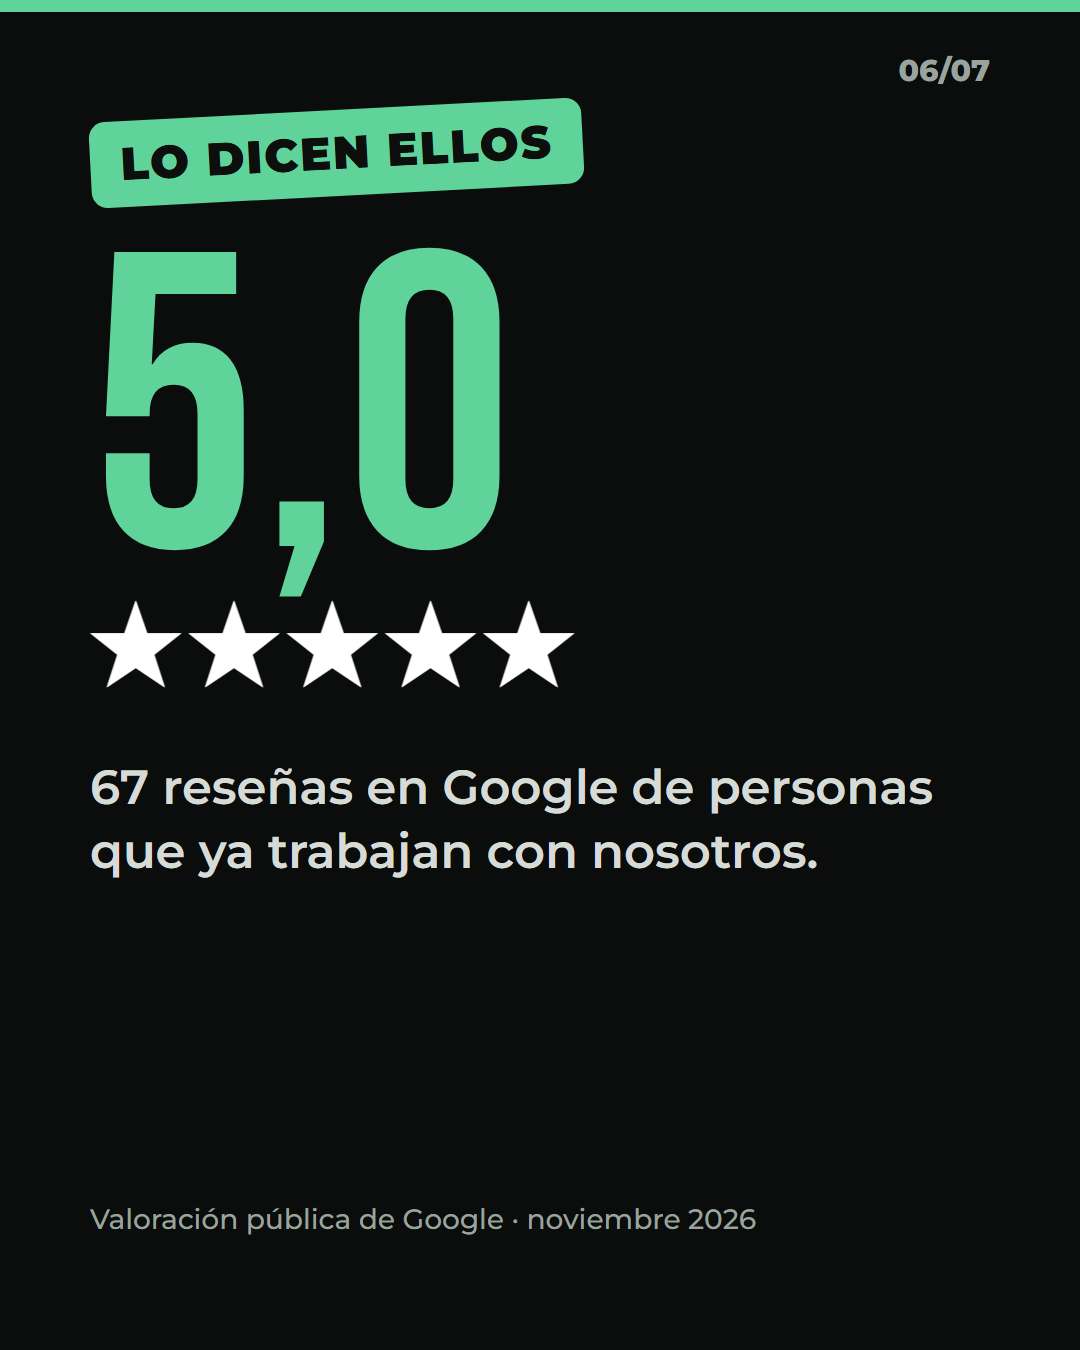 06/07
LO DICEN ELLOS
5,0
★★★★★
67 reseñas en Google de personas
que ya trabajan con nosotros.
Valoración pública de Google · noviembre 2026